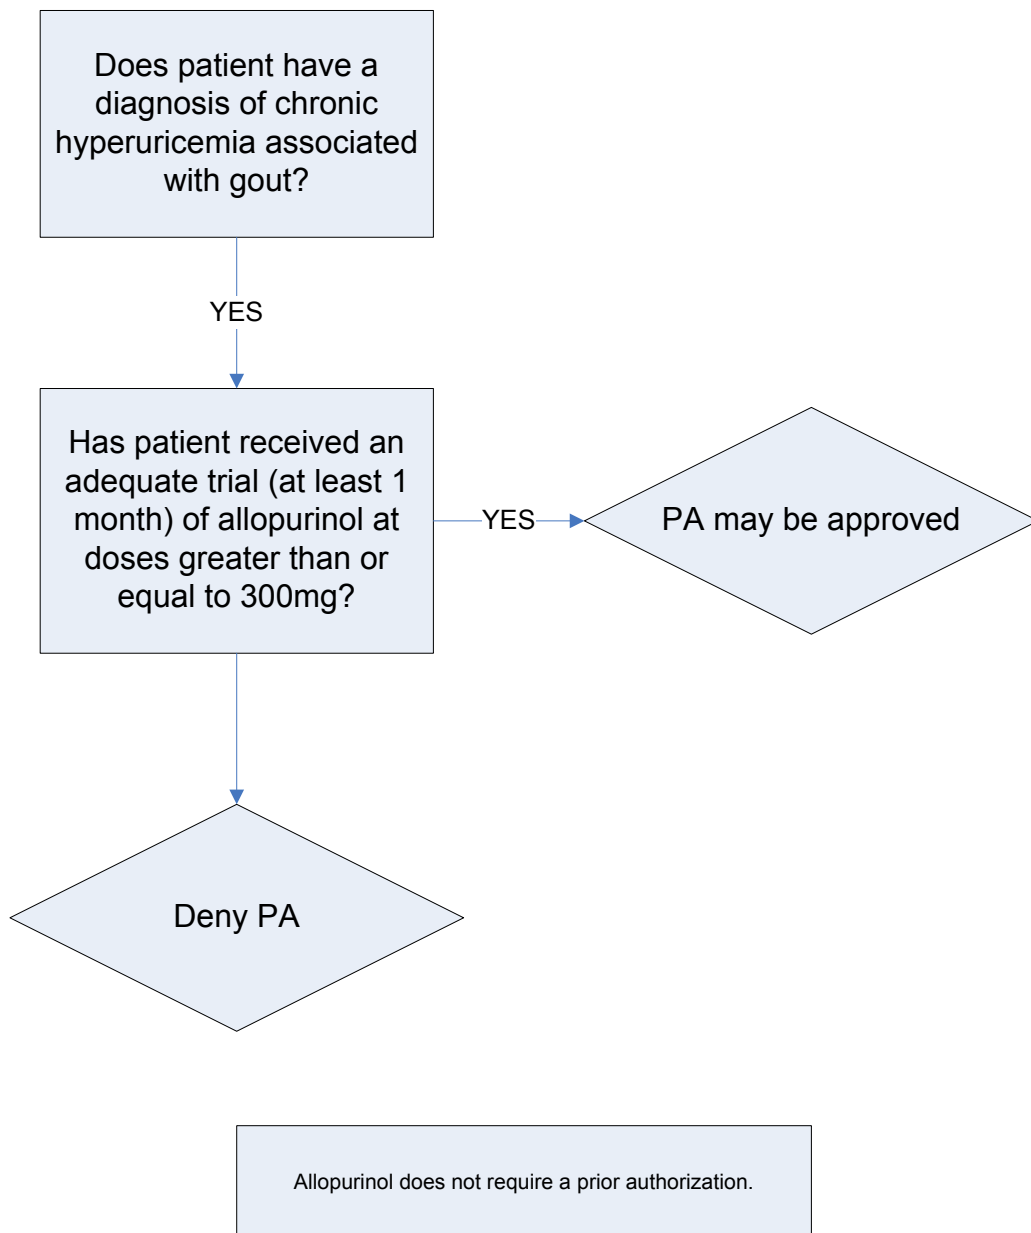 Does patient have a
diagnosis of chronic
hyperuricemia associated
with gout?
YES
Has patient received an
adequate trial (at least 1
month) of allopurinol at
doses greater than or
equal to 300mg?
YES
PA may be approved
Deny PA
Allopurinol does not require a prior authorization.